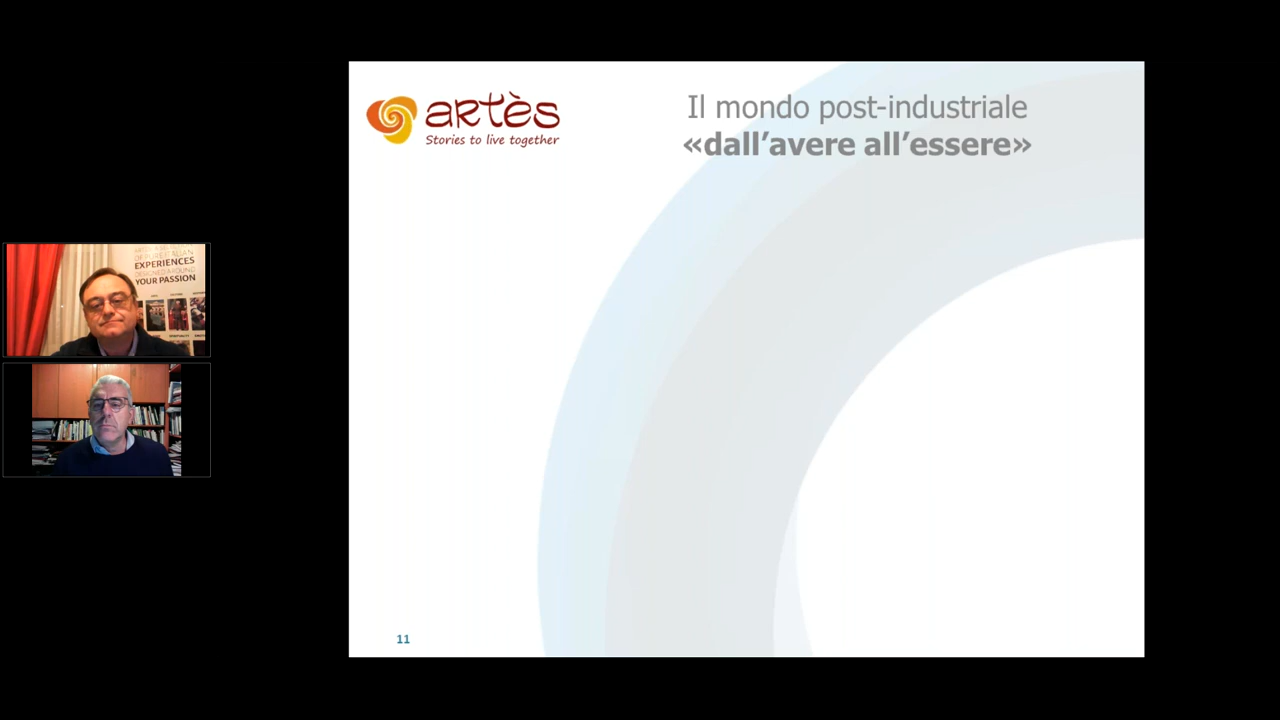 artès
Stories to live together
Il mondo post-industriale
«dall'avere all'essere»
EXPERIENCES
YOUR PASSION
11